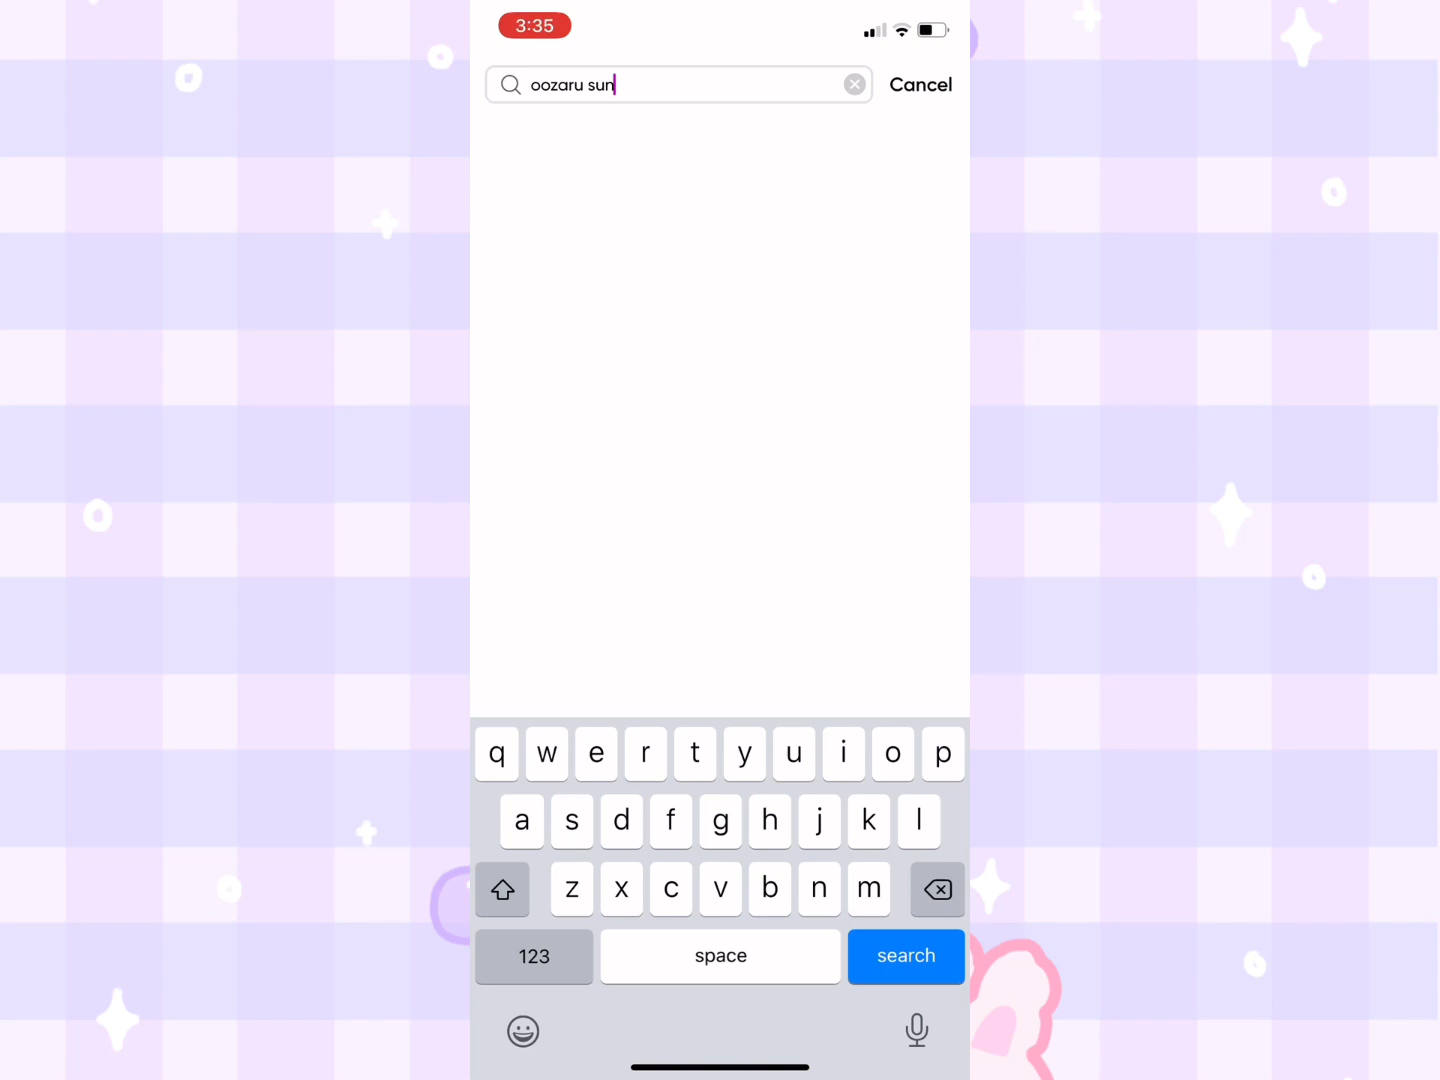 3:35
oozaru sun
Cancel
q w e r t y u i o p
a s d f g h j k l
z x c v b n m
123 space search